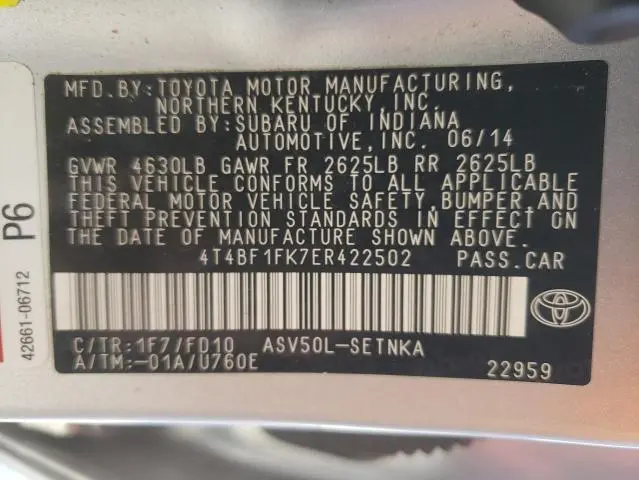 MFD.BY:TOYOTA MOTOR MANUFACTURING,
NORTHERN KENTUCKY,INC.
ASSEMBLED BY:SUBARU OF INDIANA
AUTOMOTIVE,INC. 06/14
GVWR 4630LB GAWR FR 2625LB RR 2625LB
THIS VEHICLE CONFORMS TO ALL APPLICABLE
FEDERAL MOTOR VEHICLE SAFETY,BUMPER,AND
THEFT PREVENTION STANDARDS IN EFFECT ON
THE DATE OF MANUFACTURE SHOWN ABOVE.
4T4BF1FK7ER422502 PASS.CAR
C/TR:1F7/FD10 ASV50L-SETNKA
A/TM:-01A/U760E
22959
TOYOTA
P6
42661-06712